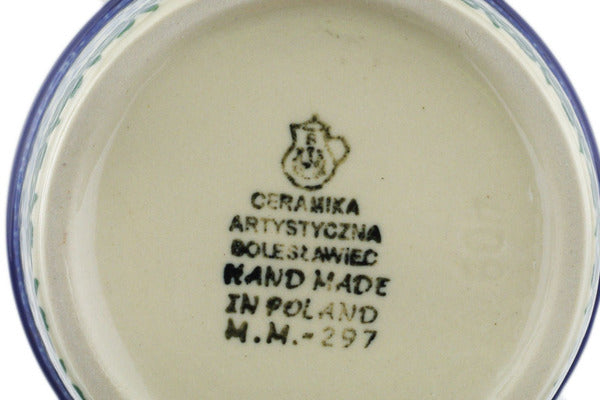 CERAMIKA
ARTYSTYCZNA
BOLESŁAWIEC
HAND MADE
IN POLAND
M.M.-297